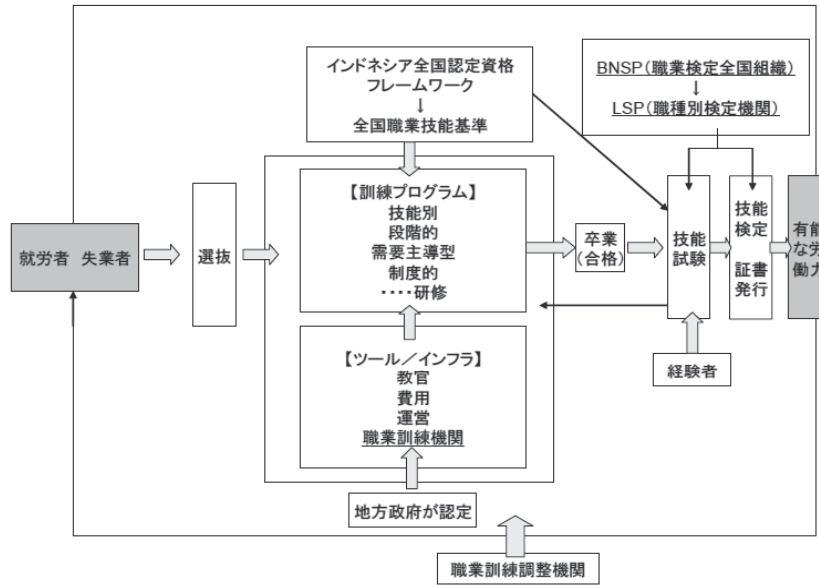 インドネシア全国認定資格
フレームワーク
↓
全国職業技能基準
BNSP(職業検定全国組織)
↓
LSP(職種別検定機関)
就労者 失業者
選抜
【訓練プログラム】
技能別
段階的
需要主導型
制度的
････研修
卒業
(合格)
技能
試験
技能
検定
証書
発行
有能
な労
働力
【ツール／インフラ】
教官
費用
運営
職業訓練機関
経験者
地方政府が認定
職業訓練調整機関